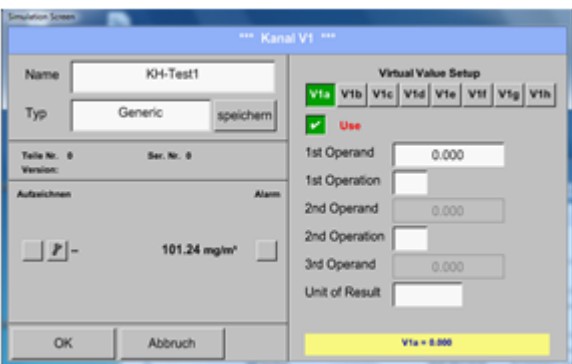 Simulation Screen
*** Kanal V1 ***
Name KH-Test1
Typ Generic speichern
Teile Nr. 0 Ser. Nr. 0
Version:
Aufzeichnen Alarm
101.24 mg/m³
OK Abbruch
Virtual Value Setup
V1a V1b V1c V1d V1e V1f V1g V1h
Use
1st Operand 0.000
1st Operation
2nd Operand 0.000
2nd Operation
3rd Operand 0.000
Unit of Result
V1a = 0.000